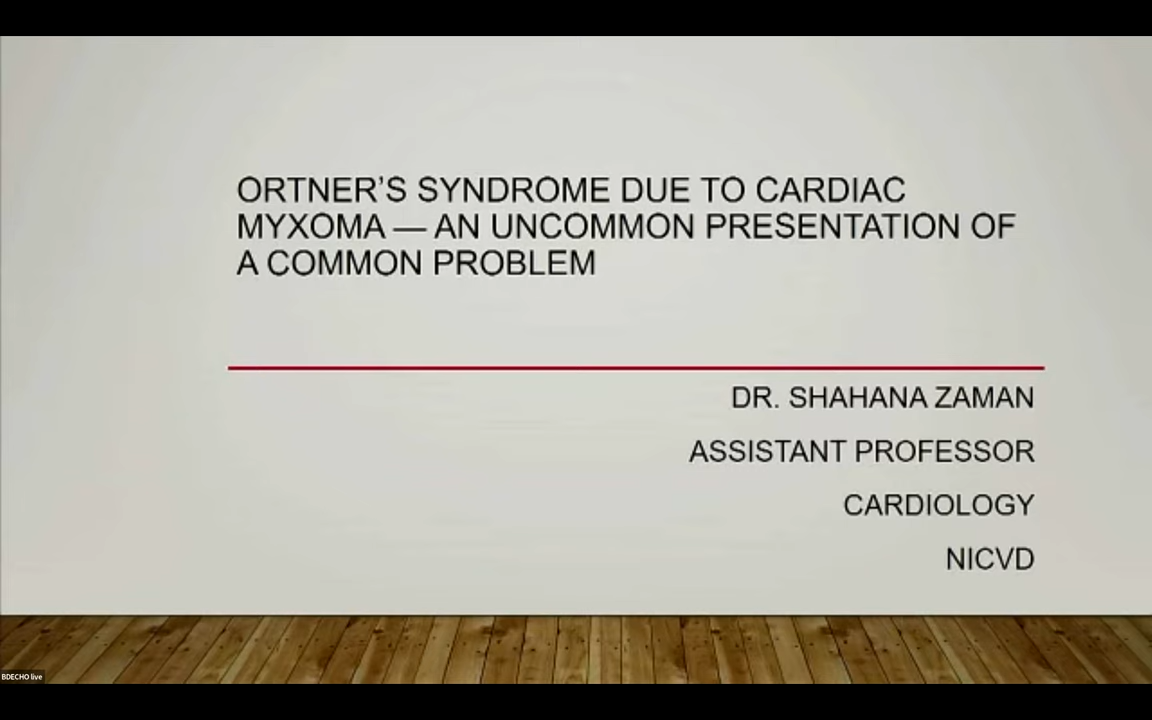 ORTNER’S SYNDROME DUE TO CARDIAC
MYXOMA — AN UNCOMMON PRESENTATION OF
A COMMON PROBLEM
DR. SHAHANA ZAMAN
ASSISTANT PROFESSOR
CARDIOLOGY
NICVD
BDECHO live